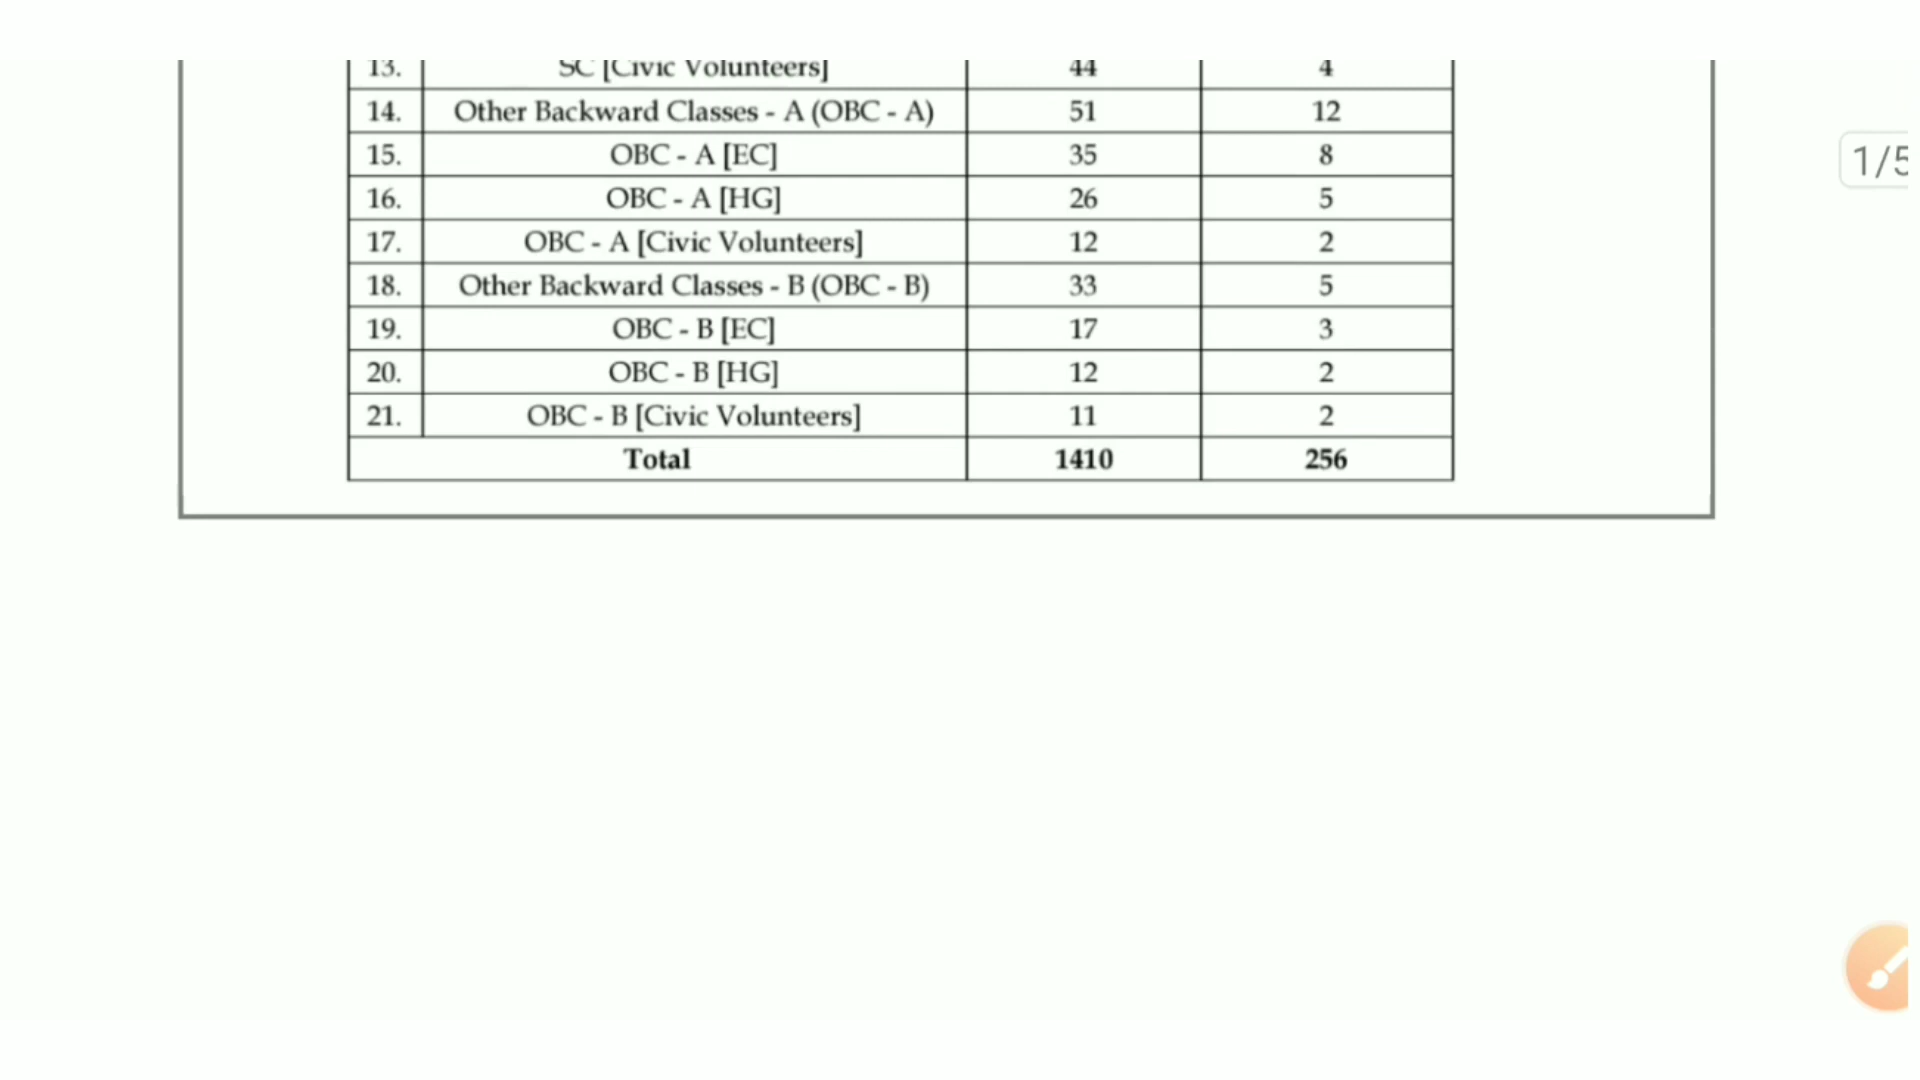 13. SC [Civic Volunteers] 44 4
14. Other Backward Classes - A (OBC - A) 51 12
15. OBC - A [EC] 35 8
16. OBC - A [HG] 26 5
17. OBC - A [Civic Volunteers] 12 2
18. Other Backward Classes - B (OBC - B) 33 5
19. OBC - B [EC] 17 3
20. OBC - B [HG] 12 2
21. OBC - B [Civic Volunteers] 11 2
Total 1410 256
1/5